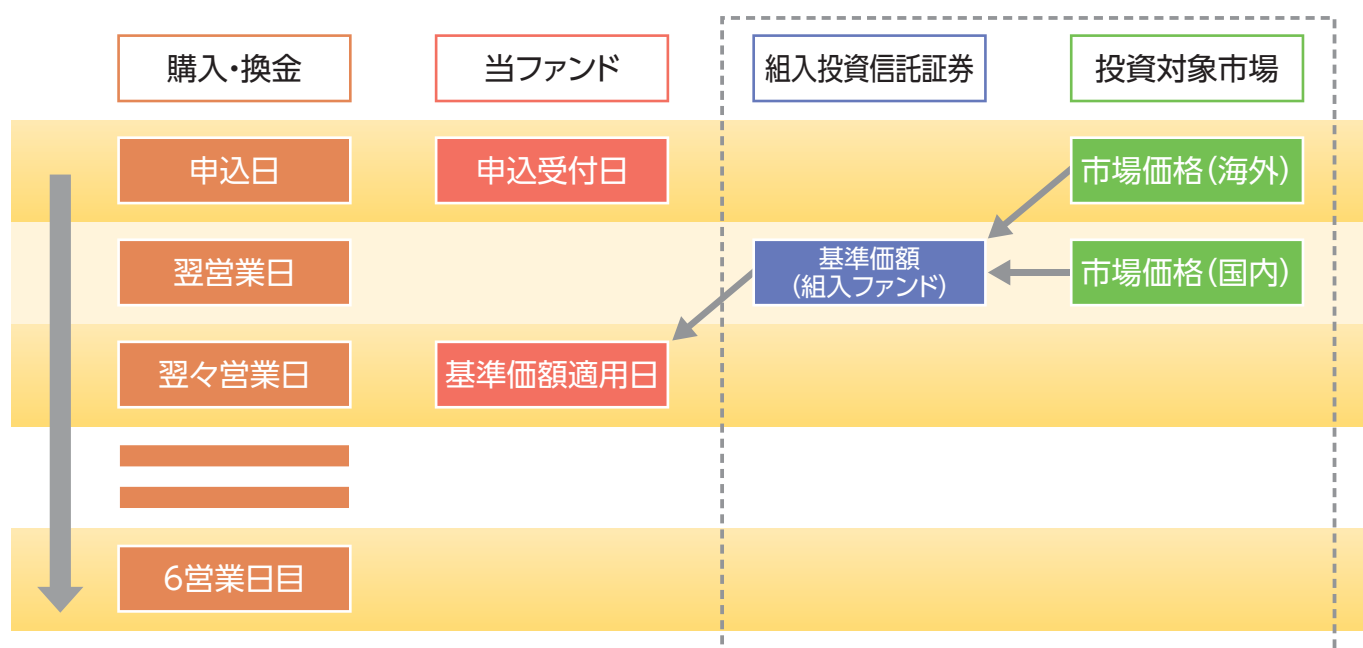 購入・換金
当ファンド
組入投資信託証券
投資対象市場
申込日
申込受付日
市場価格(海外)
翌営業日
基準価額
(組入ファンド)
市場価格(国内)
翌々営業日
基準価額適用日
6営業日目